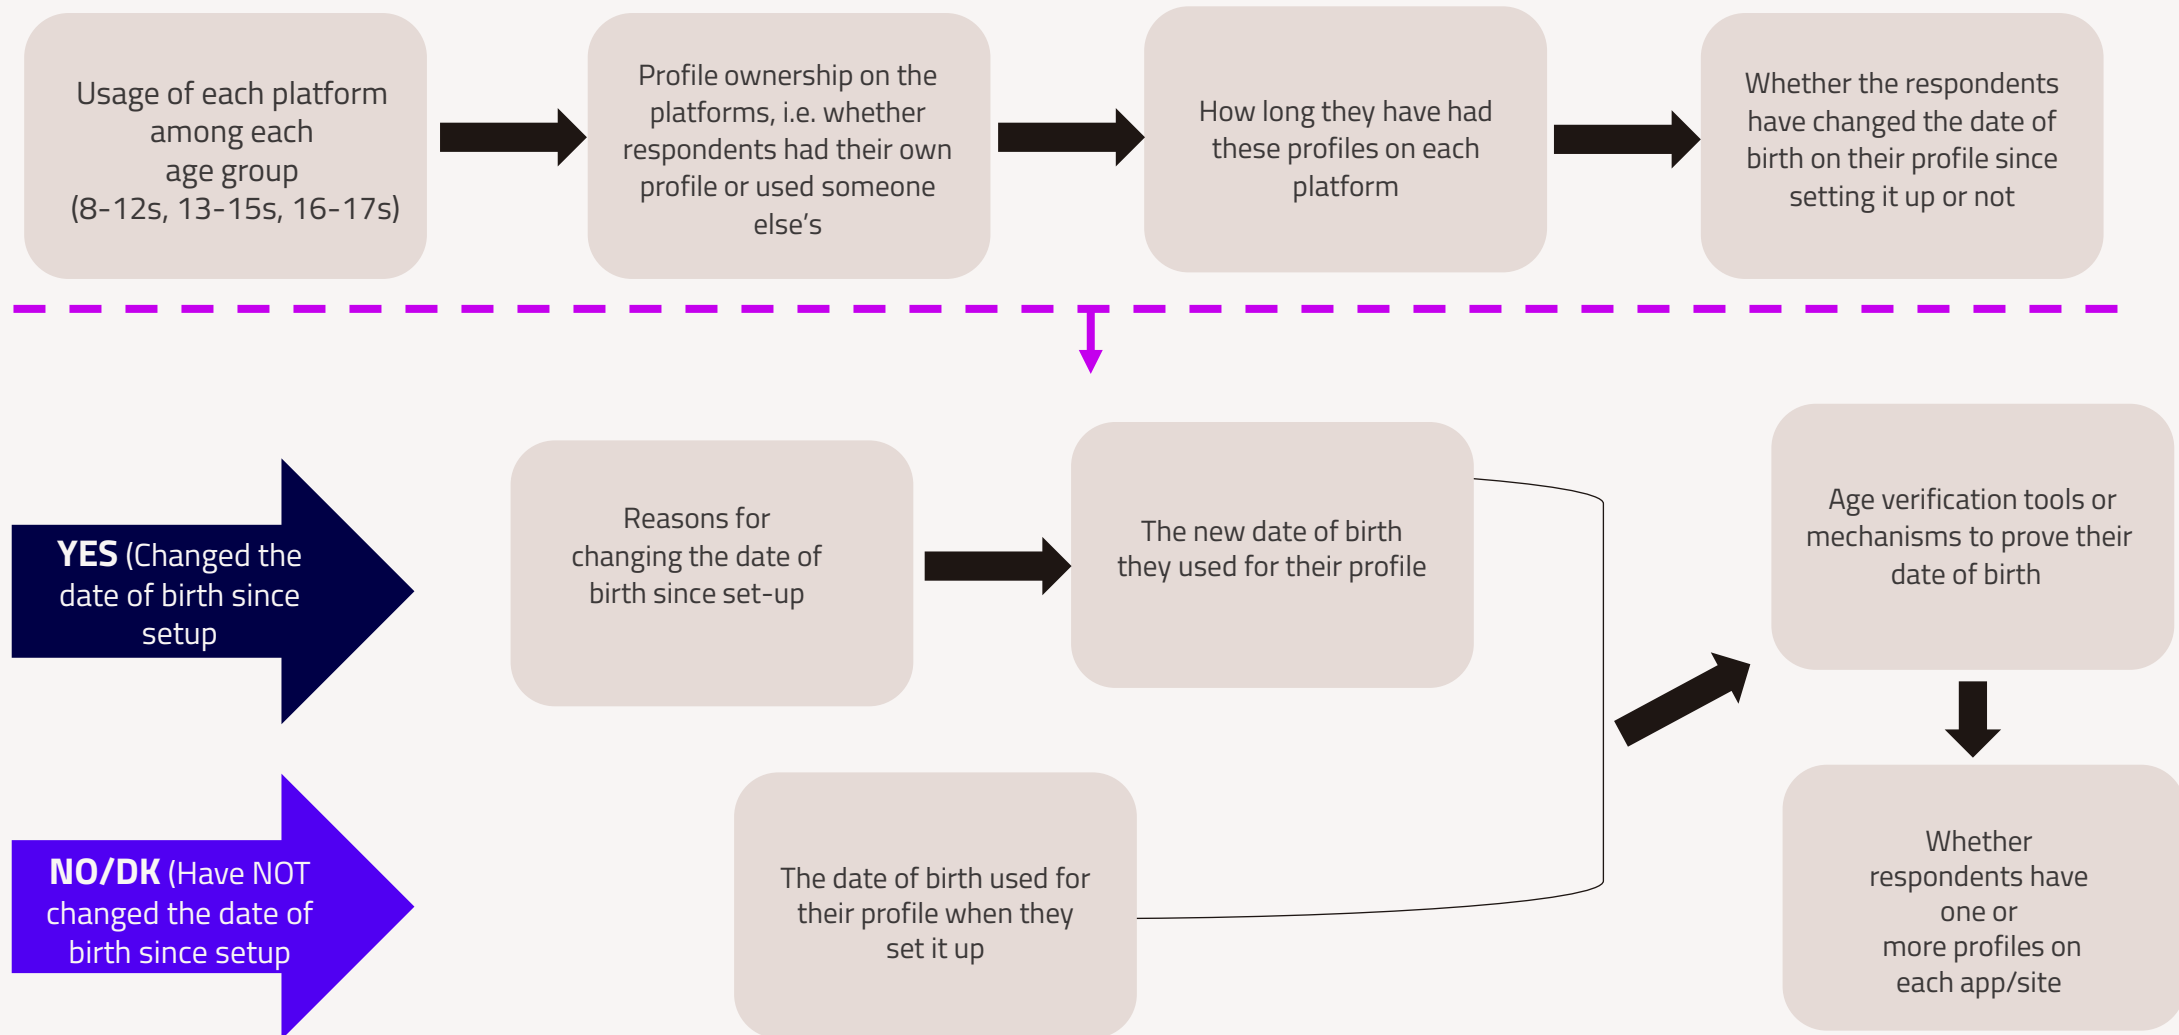 Usage of each platform
among each
age group
(8-12s, 13-15s, 16-17s)
Profile ownership on the
platforms, i.e. whether
respondents had their own
profile or used someone
else’s
How long they have had
these profiles on each
platform
Whether the respondents
have changed the date of
birth on their profile since
setting it up or not
YES (Changed the
date of birth since
setup
Reasons for
changing the date of
birth since set-up
The new date of birth
they used for their profile
Age verification tools or
mechanisms to prove their
date of birth
NO/DK (Have NOT
changed the date of
birth since setup
The date of birth used for
their profile when they
set it up
Whether
respondents have
one or
more profiles on
each app/site